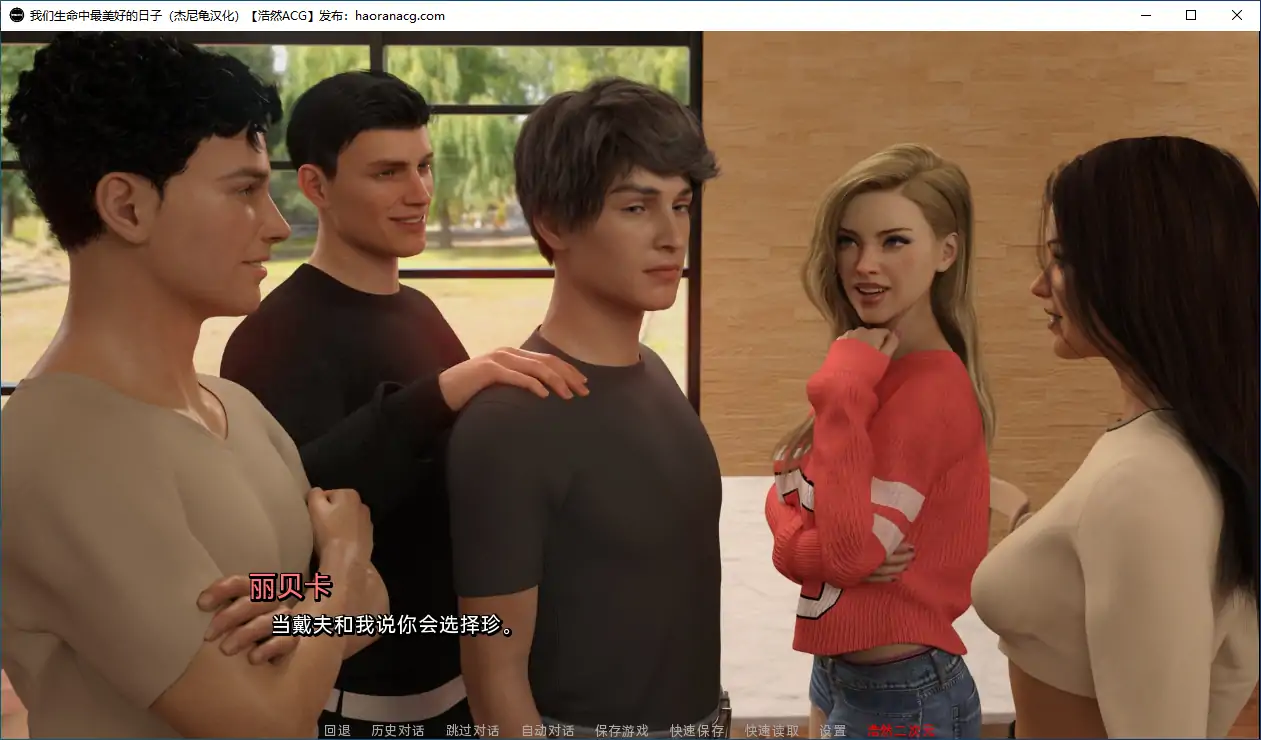 我们生命中最美好的日子（杰尼龟汉化）【浩然ACG】发布：haoranacg.com
丽贝卡
当戴夫和我说你会选择珍。
回退 历史对话 跳过对话 自动对话 保存游戏 快速保存 快速读取 设置 浩然二次元